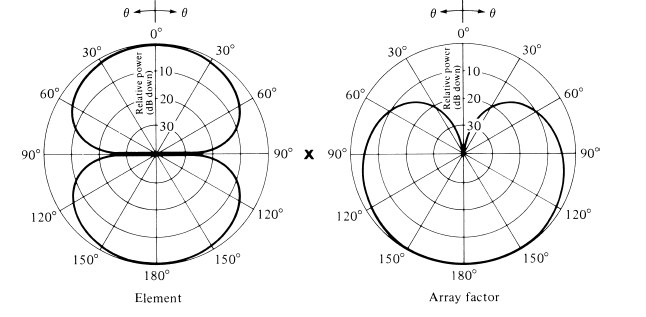 θ θ
0°
30° 30°
60° 60°
90° 90°
120° 120°
150° 150°
180°
Relative power
(dB down)
10
20
30
Element
x
θ θ
0°
30° 30°
60° 60°
90° 90°
120° 120°
150° 150°
180°
Relative power
(dB down)
10
20
30
Array factor